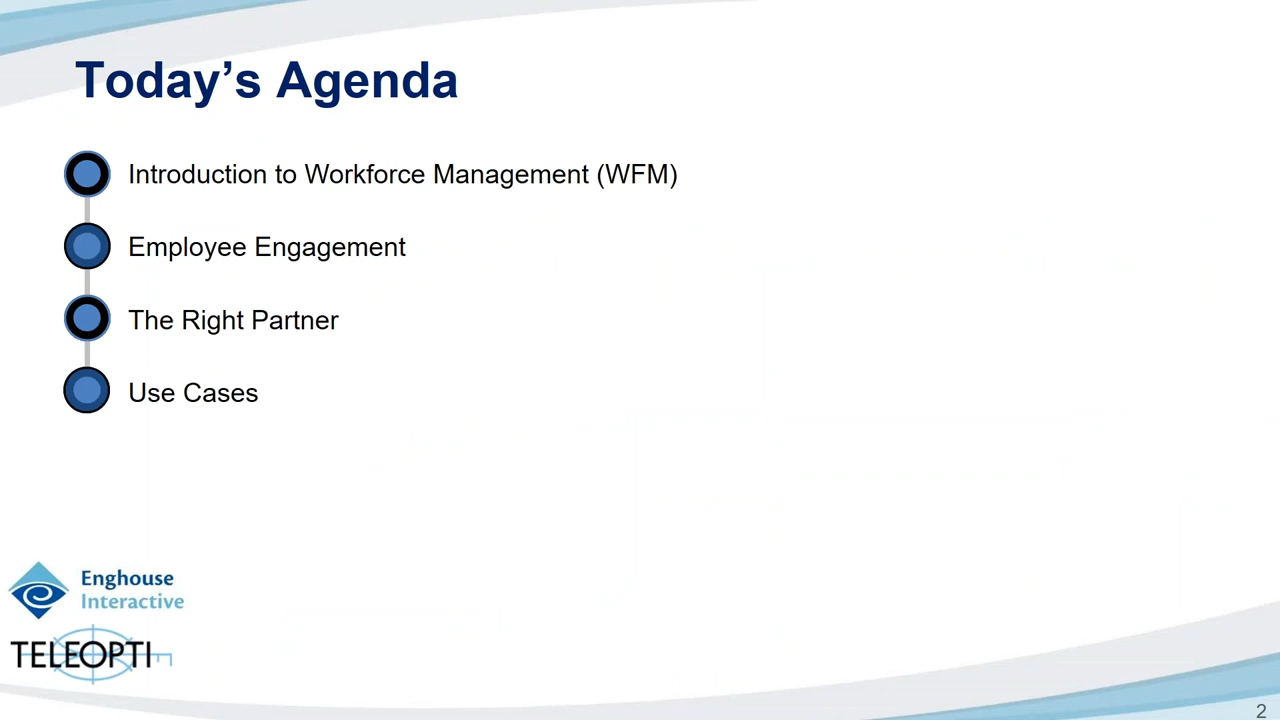 Today’s Agenda
Introduction to Workforce Management (WFM)
Employee Engagement
The Right Partner
Use Cases
Enghouse
Interactive
TELEOPTI
2